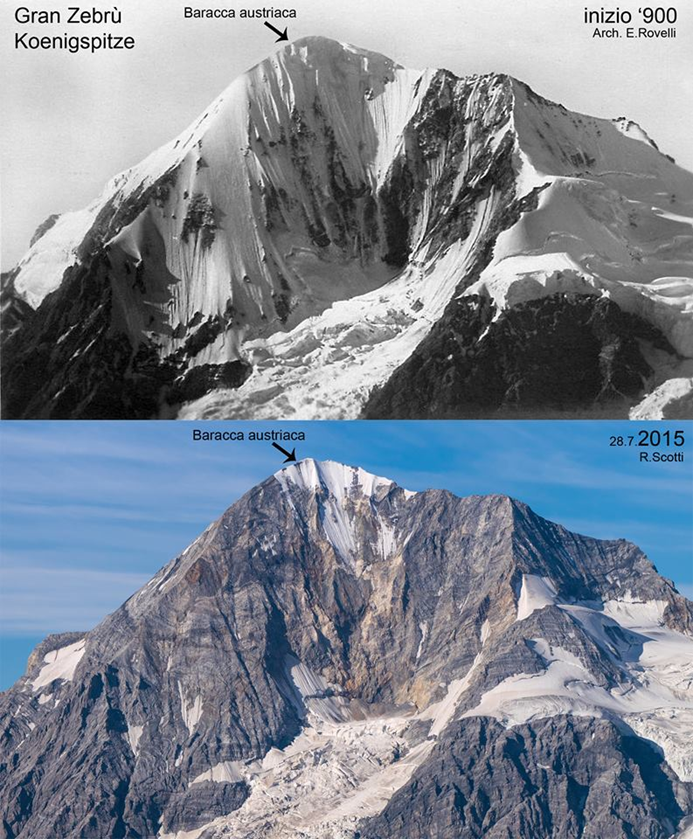 Gran Zebrù
Koenigspitze
Baracca austriaca
inizio ‘900
Arch. E.Rovelli
Baracca austriaca
28.7.2015
R.Scotti